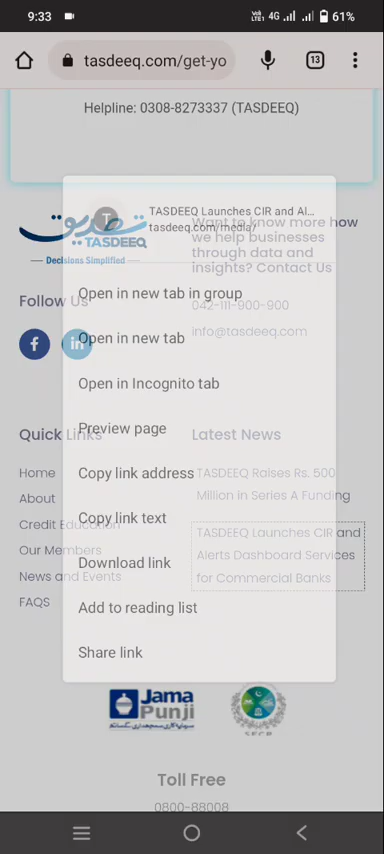 9:33
Vo) LTE1 4G 61%
tasdeeq.com/get-yo
13
Helpline: 0308-8273337 (TASDEEQ)
تصدیق
TASDEEQ
Decisions Simplified
T
TASDEEQ Launches CIR and Al...
tasdeeq.com/media/
Want to know more how
we help businesses
through data and
insights? Contact Us
Open in new tab in group
042-111-900-900
info@tasdeeq.com
Follow Us
f
in
Open in new tab
Open in Incognito tab
Preview page
Copy link address
Copy link text
Download link
Add to reading list
Share link
Quick Links
Home
About
Credit Education
Our Members
News and Events
FAQS
Latest News
TASDEEQ Raises Rs. 500
Million in Series A Funding
TASDEEQ Launches CIR and
Alerts Dashboard Services
for Commercial Banks
Jama
Punji
SECP
Toll Free
0800-88008